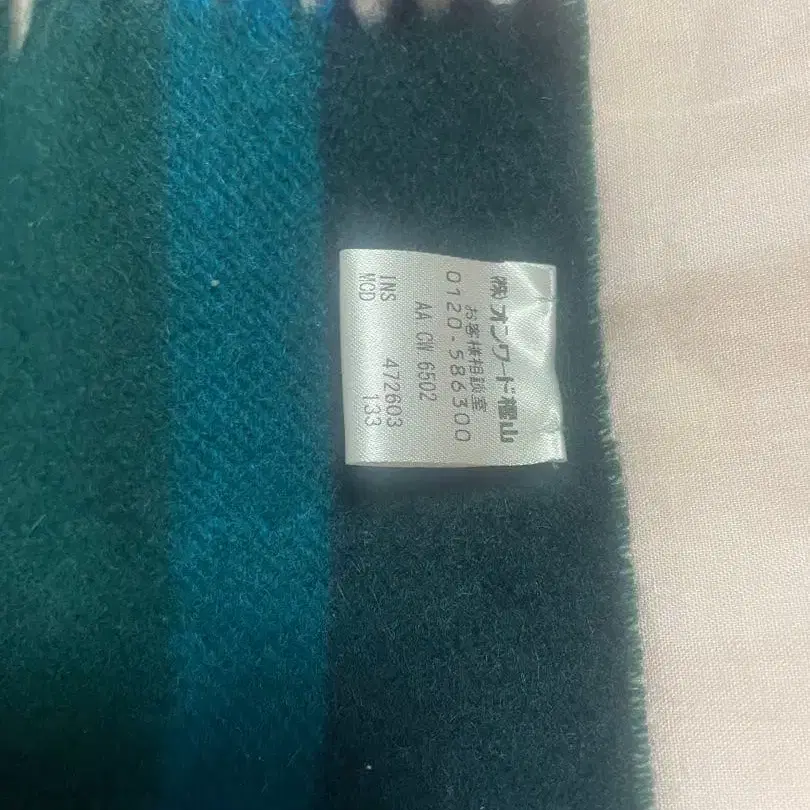 ㈱オンワード樫山
お客様相談室
0120-586300
AA CW 6502
INS 472603
MCD 133